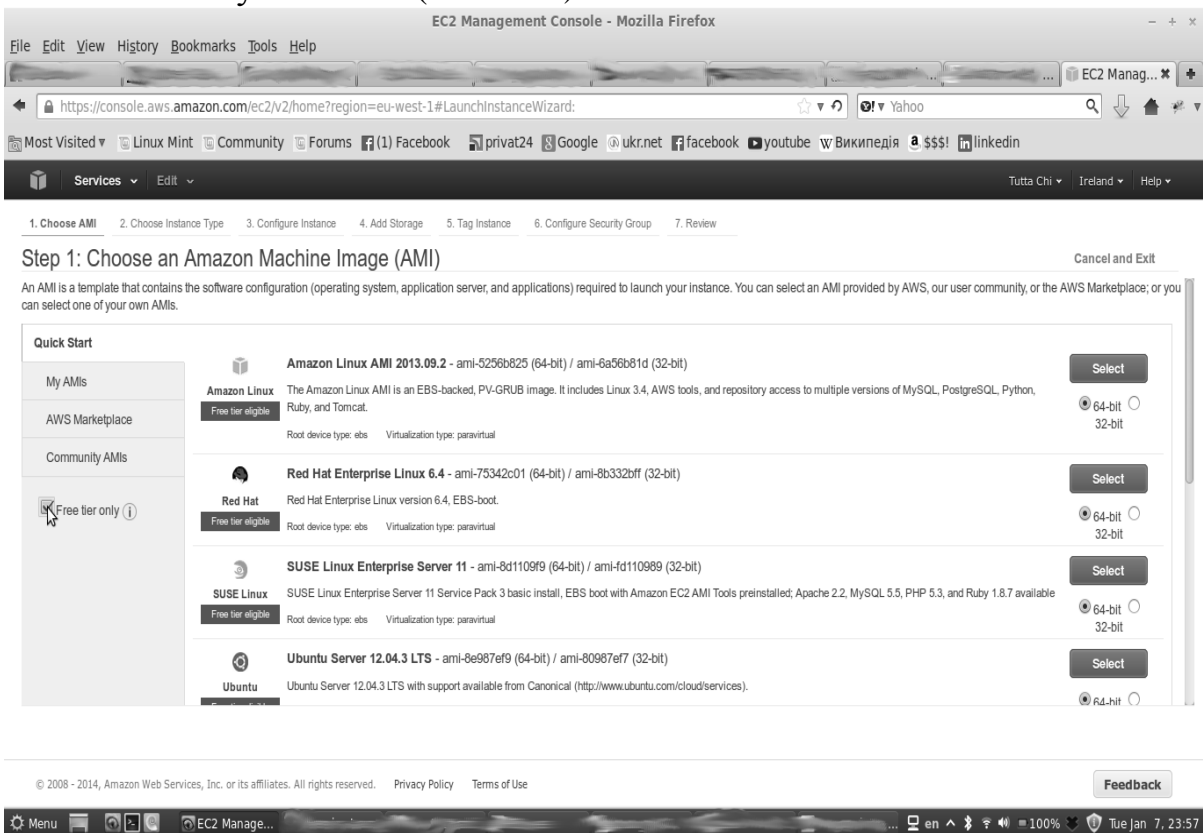 EC2 Management Console - Mozilla Firefox
File Edit View History Bookmarks Tools Help
EC2 Manag...
https://console.aws.amazon.com/ec2/v2/home?region=eu-west-1#LaunchInstanceWizard:
Yahoo
Most Visited Linux Mint Community Forums (1) Facebook privat24 Google ukr.net facebook youtube Википедія $$$! linkedin
Services Edit Tutta Chi Ireland Help
1. Choose AMI 2. Choose Instance Type 3. Configure Instance 4. Add Storage 5. Tag Instance 6. Configure Security Group 7. Review
Step 1: Choose an Amazon Machine Image (AMI)
Cancel and Exit
An AMI is a template that contains the software configuration (operating system, application server, and applications) required to launch your instance. You can select an AMI provided by AWS, our user community, or the AWS Marketplace; or you
can select one of your own AMIs.
Quick Start
My AMIs
AWS Marketplace
Community AMIs
Free tier only
Amazon Linux
Free tier eligible
Amazon Linux AMI 2013.09.2 - ami-5256b825 (64-bit) / ami-6a56b81d (32-bit)
The Amazon Linux AMI is an EBS-backed, PV-GRUB image. It includes Linux 3.4, AWS tools, and repository access to multiple versions of MySQL, PostgreSQL, Python,
Ruby, and Tomcat.
Root device type: ebs Virtualization type: paravirtual
Select
64-bit
32-bit
Red Hat
Free tier eligible
Red Hat Enterprise Linux 6.4 - ami-75342c01 (64-bit) / ami-8b332bff (32-bit)
Red Hat Enterprise Linux version 6.4, EBS-boot.
Root device type: ebs Virtualization type: paravirtual
Select
64-bit
32-bit
SUSE Linux
Free tier eligible
SUSE Linux Enterprise Server 11 - ami-8d1109f9 (64-bit) / ami-fd110989 (32-bit)
SUSE Linux Enterprise Server 11 Service Pack 3 basic install, EBS boot with Amazon EC2 AMI Tools preinstalled; Apache 2.2, MySQL 5.5, PHP 5.3, and Ruby 1.8.7 available
Root device type: ebs Virtualization type: paravirtual
Select
64-bit
32-bit
Ubuntu
Ubuntu Server 12.04.3 LTS - ami-8e987ef9 (64-bit) / ami-80987ef7 (32-bit)
Ubuntu Server 12.04.3 LTS with support available from Canonical (http://www.ubuntu.com/cloud/services).
Select
64-bit
© 2008 - 2014, Amazon Web Services, Inc. or its affiliates. All rights reserved. Privacy Policy Terms of Use
Feedback
Menu EC2 Manage... en 100% Tue Jan 7, 23:57